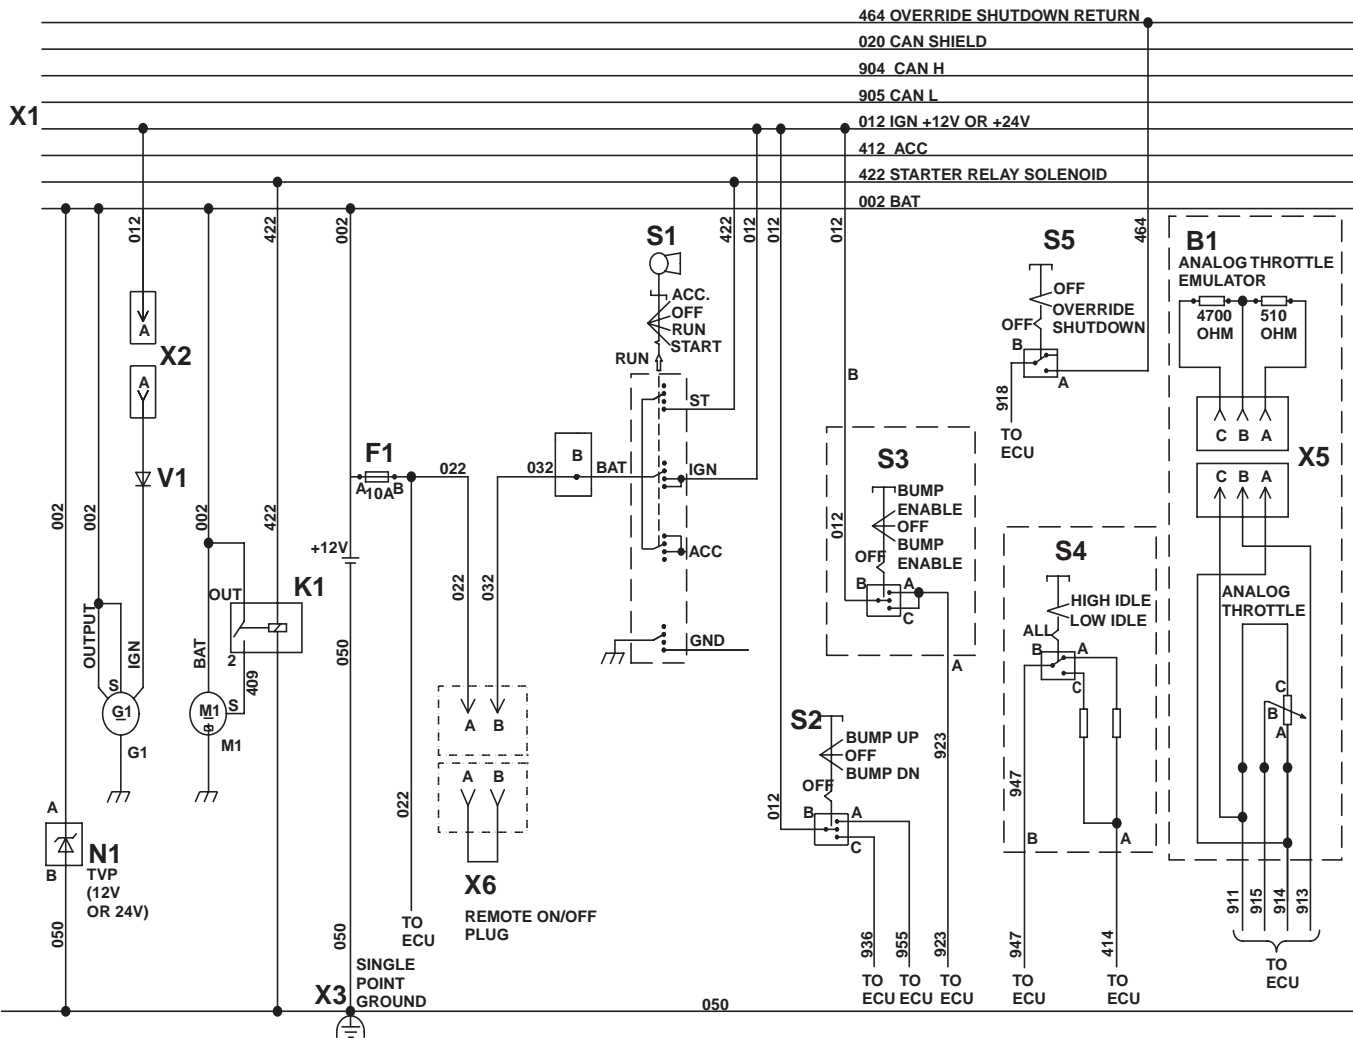 464 OVERRIDE SHUTDOWN RETURN
020 CAN SHIELD
904 CAN H
905 CAN L
X1
012 IGN +12V OR +24V
412 ACC
422 STARTER RELAY SOLENOID
002 BAT
012
422
002
422
012
012
012
464
S1
ACC.
OFF
RUN
START
RUN
S5
OFF
OVERRIDE
SHUTDOWN
OFF
B
A
918
TO
ECU
B1
ANALOG THROTTLE
EMULATOR
4700
OHM
510
OHM
C B A
X5
C B A
A
X2
A
V1
002
002
002
422
F1
A 10A B
022
022
032
+12V
050
032
B
BAT
ST
IGN
ACC
GND
B
S3
BUMP
ENABLE
OFF
BUMP
ENABLE
OFF
012
B
A
C
A
S4
HIGH IDLE
LOW IDLE
ALL
B
A
C
947
B
A
ANALOG
THROTTLE
C
B
A
OUT
K1
2
409
OUTPUT
IGN
BAT
S
G1
G1
S
M1
M1
A
N1
B
TVP
(12V
OR 24V)
050
022
TO
ECU
A B
A B
X6
REMOTE ON/OFF
PLUG
S2
BUMP UP
OFF
BUMP DN
OFF
012
B
A
C
923
936
955
923
TO
ECU
TO
ECU
TO
ECU
947
414
TO
ECU
TO
ECU
911
915
914
913
TO
ECU
050
SINGLE
POINT
GROUND
X3
050